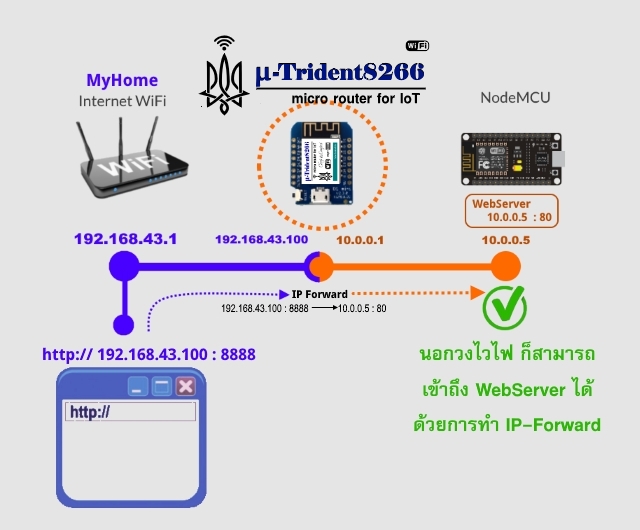 WiFi
μ-Trident8266
micro router for IoT
MyHome
Internet WiFi
NodeMCU
WiFi
μ-Trident8266
WebServer
10.0.0.5 : 80
192.168.43.1
192.168.43.100
10.0.0.1
10.0.0.5
IP Forward
192.168.43.100 : 8888 10.0.0.5 : 80
http:// 192.168.43.100 : 8888
http://
นอกวงไวไฟ ก็สามารถ
เข้าถึง WebServer ได้
ด้วยการทำ IP-Forward